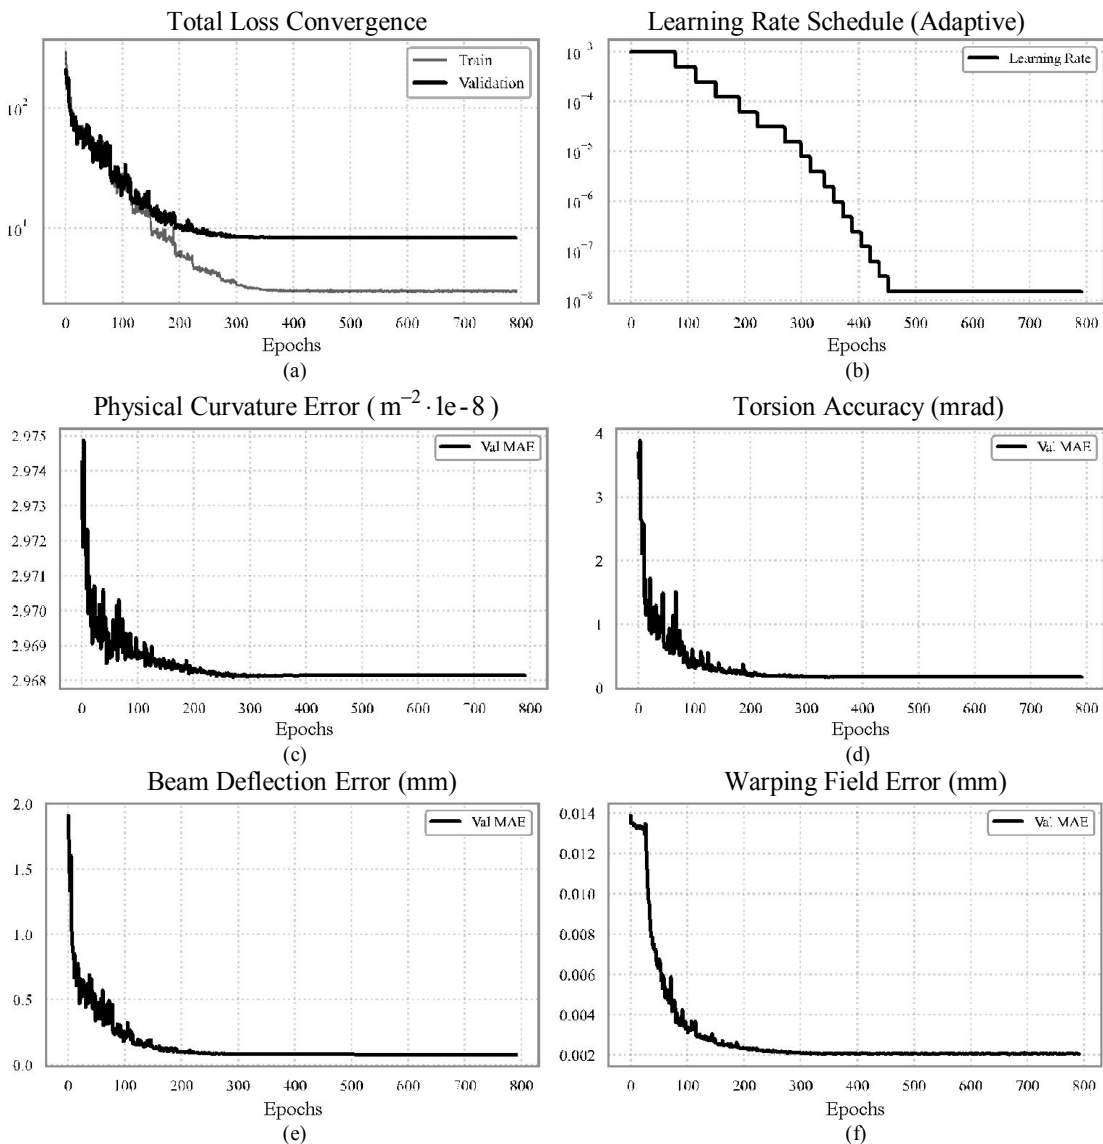 Total Loss Convergence
Train
Validation
10²
10¹
0 100 200 300 400 500 600 700 800
Epochs
(a)
Learning Rate Schedule (Adaptive)
Learning Rate
10⁻³
10⁻⁴
10⁻⁵
10⁻⁶
10⁻⁷
10⁻⁸
0 100 200 300 400 500 600 700 800
Epochs
(b)
Physical Curvature Error ( m⁻² · 1e - 8 )
Val MAE
2.975
2.974
2.973
2.972
2.971
2.970
2.969
2.968
0 100 200 300 400 500 600 700 800
Epochs
(c)
Torsion Accuracy (mrad)
Val MAE
4
3
2
1
0
0 100 200 300 400 500 600 700 800
Epochs
(d)
Beam Deflection Error (mm)
Val MAE
2.0
1.5
1.0
0.5
0.0
0 100 200 300 400 500 600 700 800
Epochs
(e)
Warping Field Error (mm)
Val MAE
0.014
0.012
0.010
0.008
0.006
0.004
0.002
0 100 200 300 400 500 600 700 800
Epochs
(f)